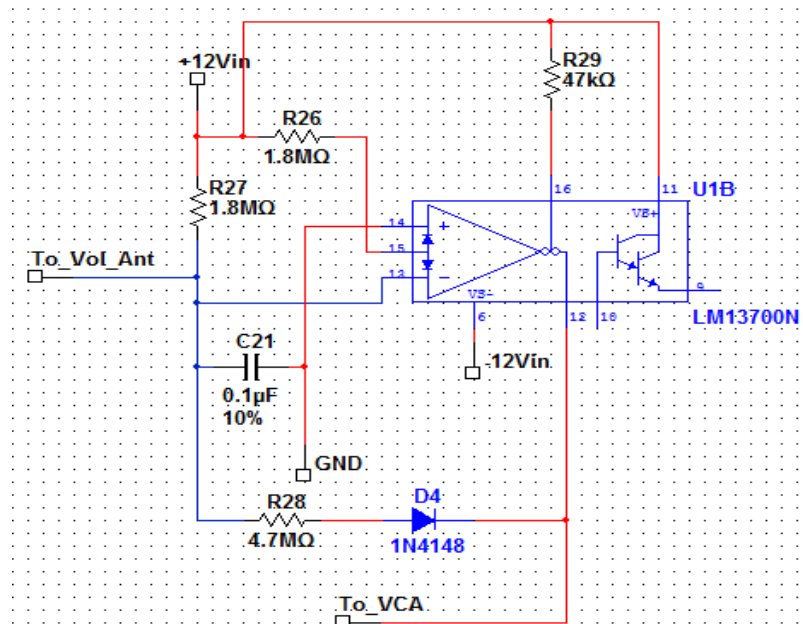 +12Vin
R29
47kΩ
R26
1.8MΩ
R27
1.8MΩ
16
11
U1B
VS+
14
+
15
13
−
To_Vol_Ant
VS-
9
6
12
10
LM13700N
C21
0.1µF
10%
-12Vin
GND
R28
4.7MΩ
D4
1N4148
To_VCA